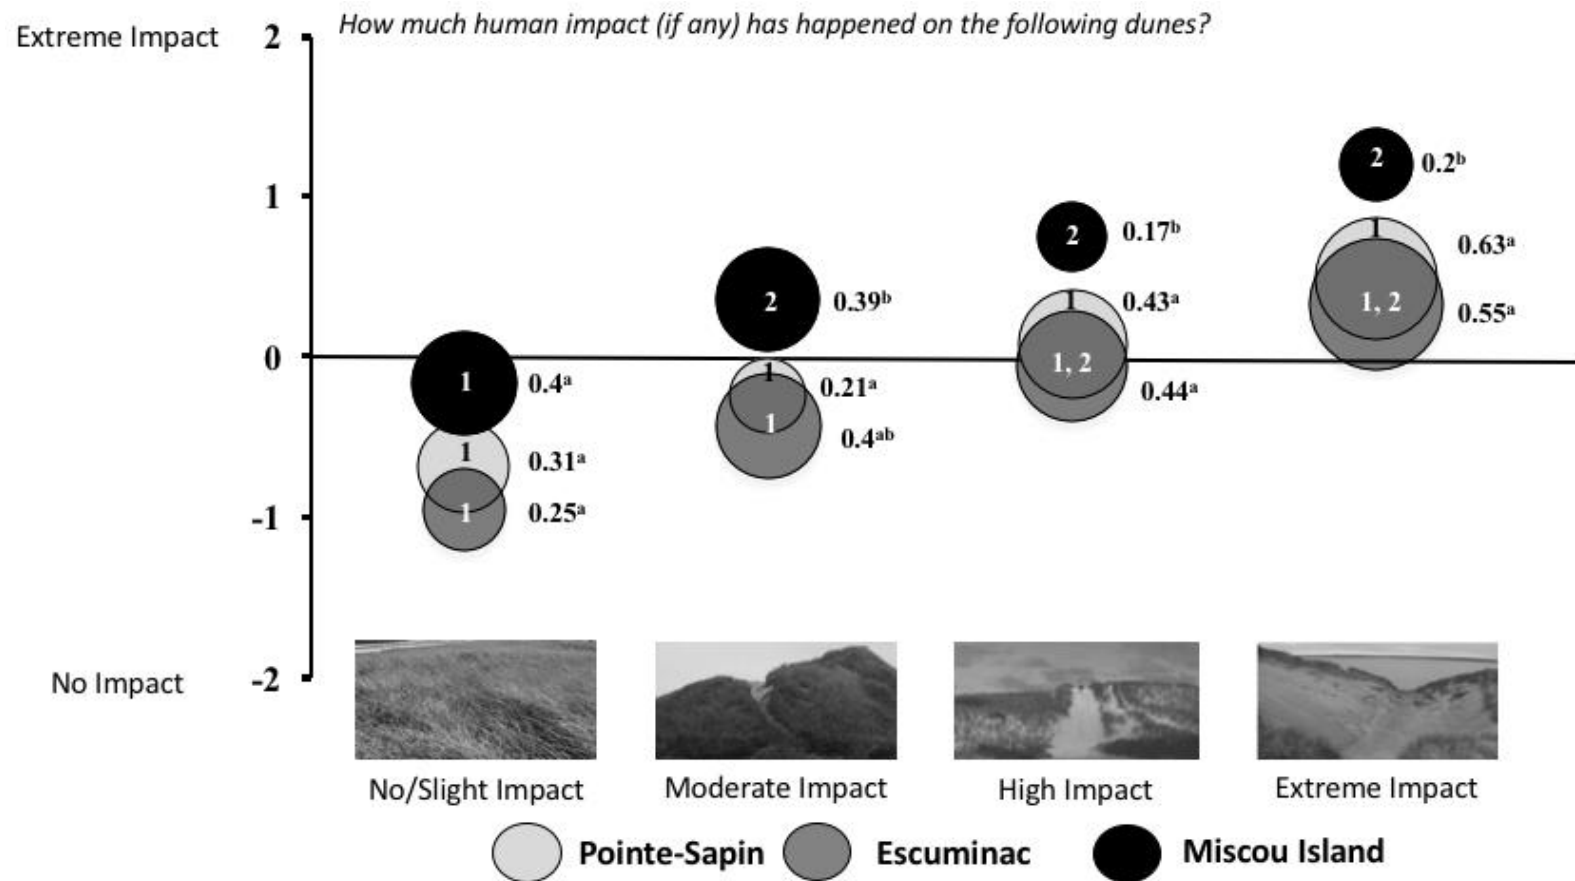 How much human impact (if any) has happened on the following dunes?
Extreme Impact
2
1
0
-1
-2
No Impact
1
0.4ᵃ
1
0.31ᵃ
1
0.25ᵃ
2
0.39ᵇ
1
0.21ᵃ
1
0.4ᵃᵇ
2
0.17ᵇ
1
0.43ᵃ
1, 2
0.44ᵃ
2
0.2ᵇ
1
0.63ᵃ
1, 2
0.55ᵃ
No/Slight Impact
Moderate Impact
High Impact
Extreme Impact
Pointe-Sapin
Escuminac
Miscou Island